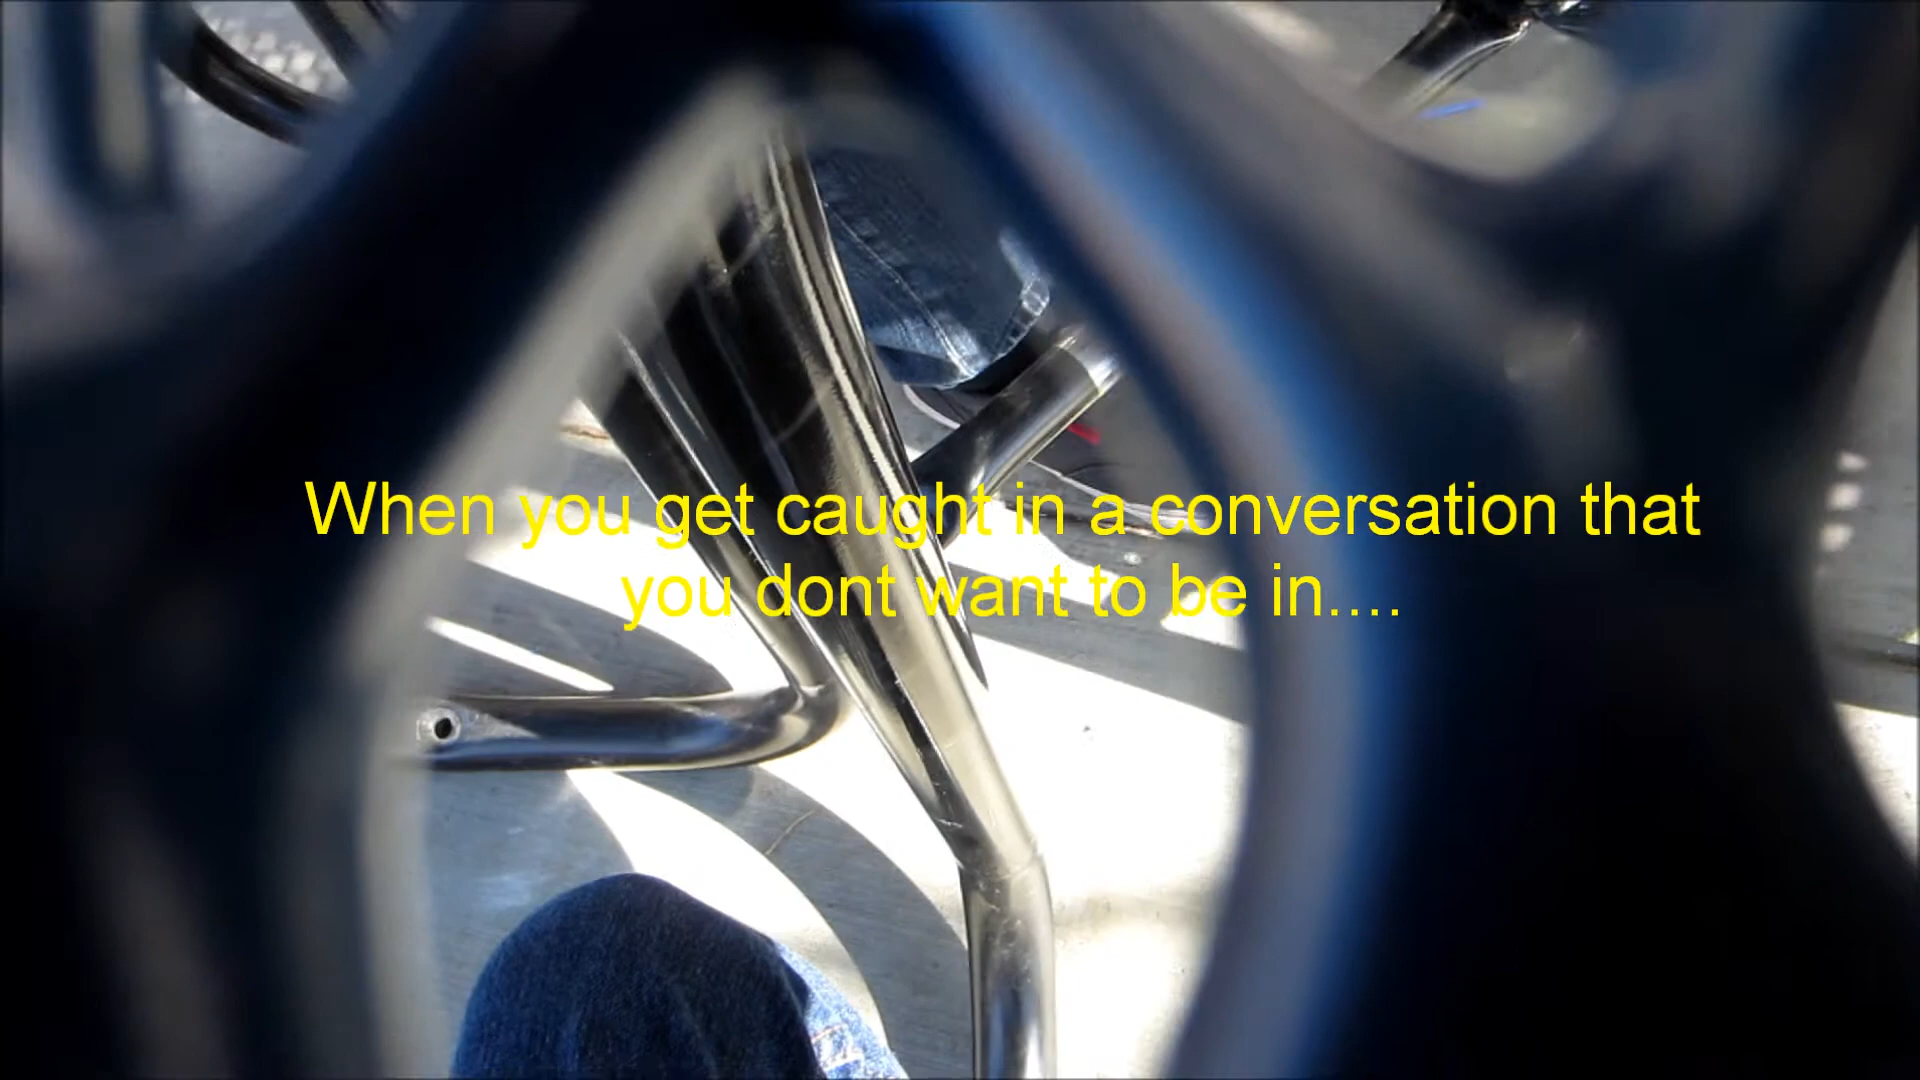 When you get caught in a conversation that
you dont want to be in....